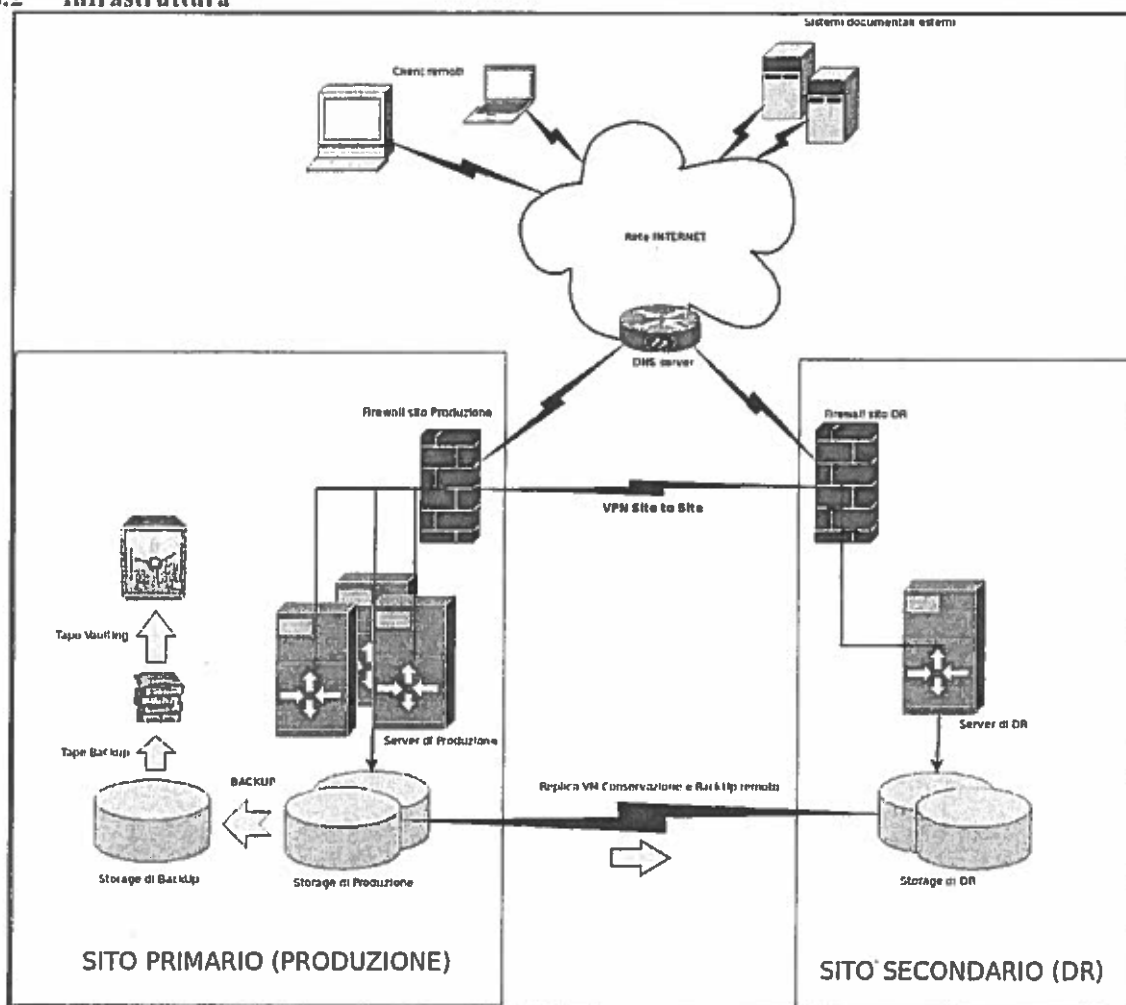 Infrastruttura
Sistemi documentali esterni
Client remoti
Rete INTERNET
DNS server
Firewall sito Produzione
Firewall sito DR
VPN Site to Site
Tape Vaulting
Tape Backup
Server di Produzione
Server di DR
BACKUP
Replica VM Conservazione e BackUp remoto
Storage di BackUp
Storage di Produzione
Storage di DR
SITO PRIMARIO (PRODUZIONE)
SITO SECONDARIO (DR)